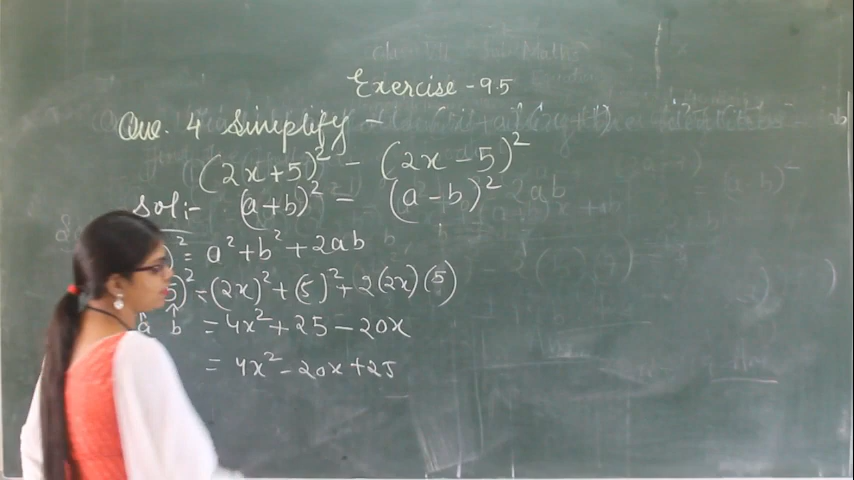 Exercise - 9.5
Que. 4 Simplify -
(2x+5)² - (2x-5)²
Sol:- (a+b)² - (a-b)²
)² = a²+b²+2ab
5)² = (2x)²+(5)²+2(2x)(5)
a b = 4x²+25-20x
= 4x²-20x+25